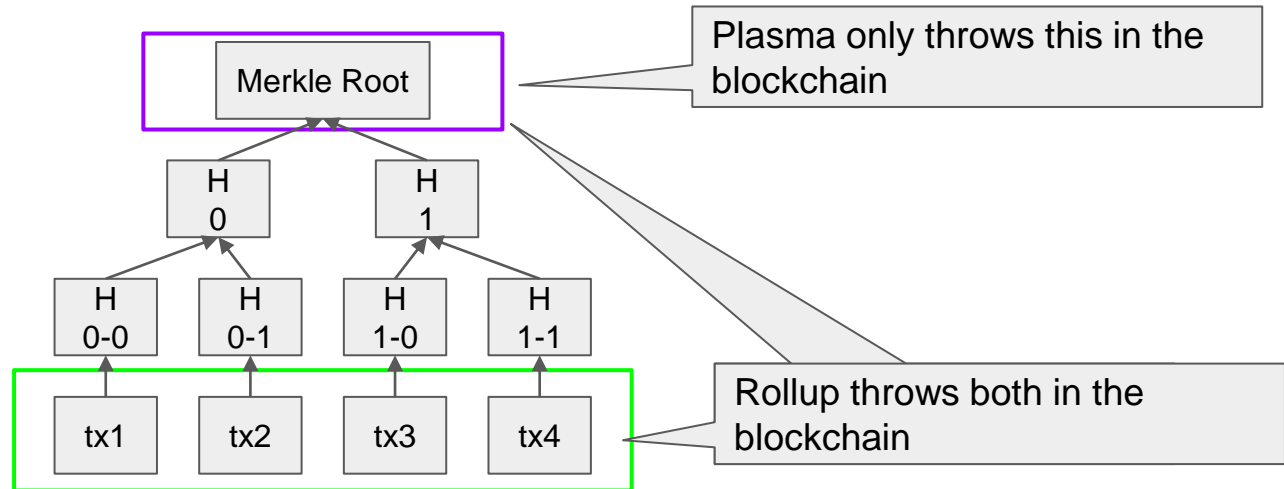 Plasma only throws this in the
blockchain
Merkle Root
H
0
H
1
H
0-0
H
0-1
H
1-0
H
1-1
Rollup throws both in the
blockchain
tx1
tx2
tx3
tx4